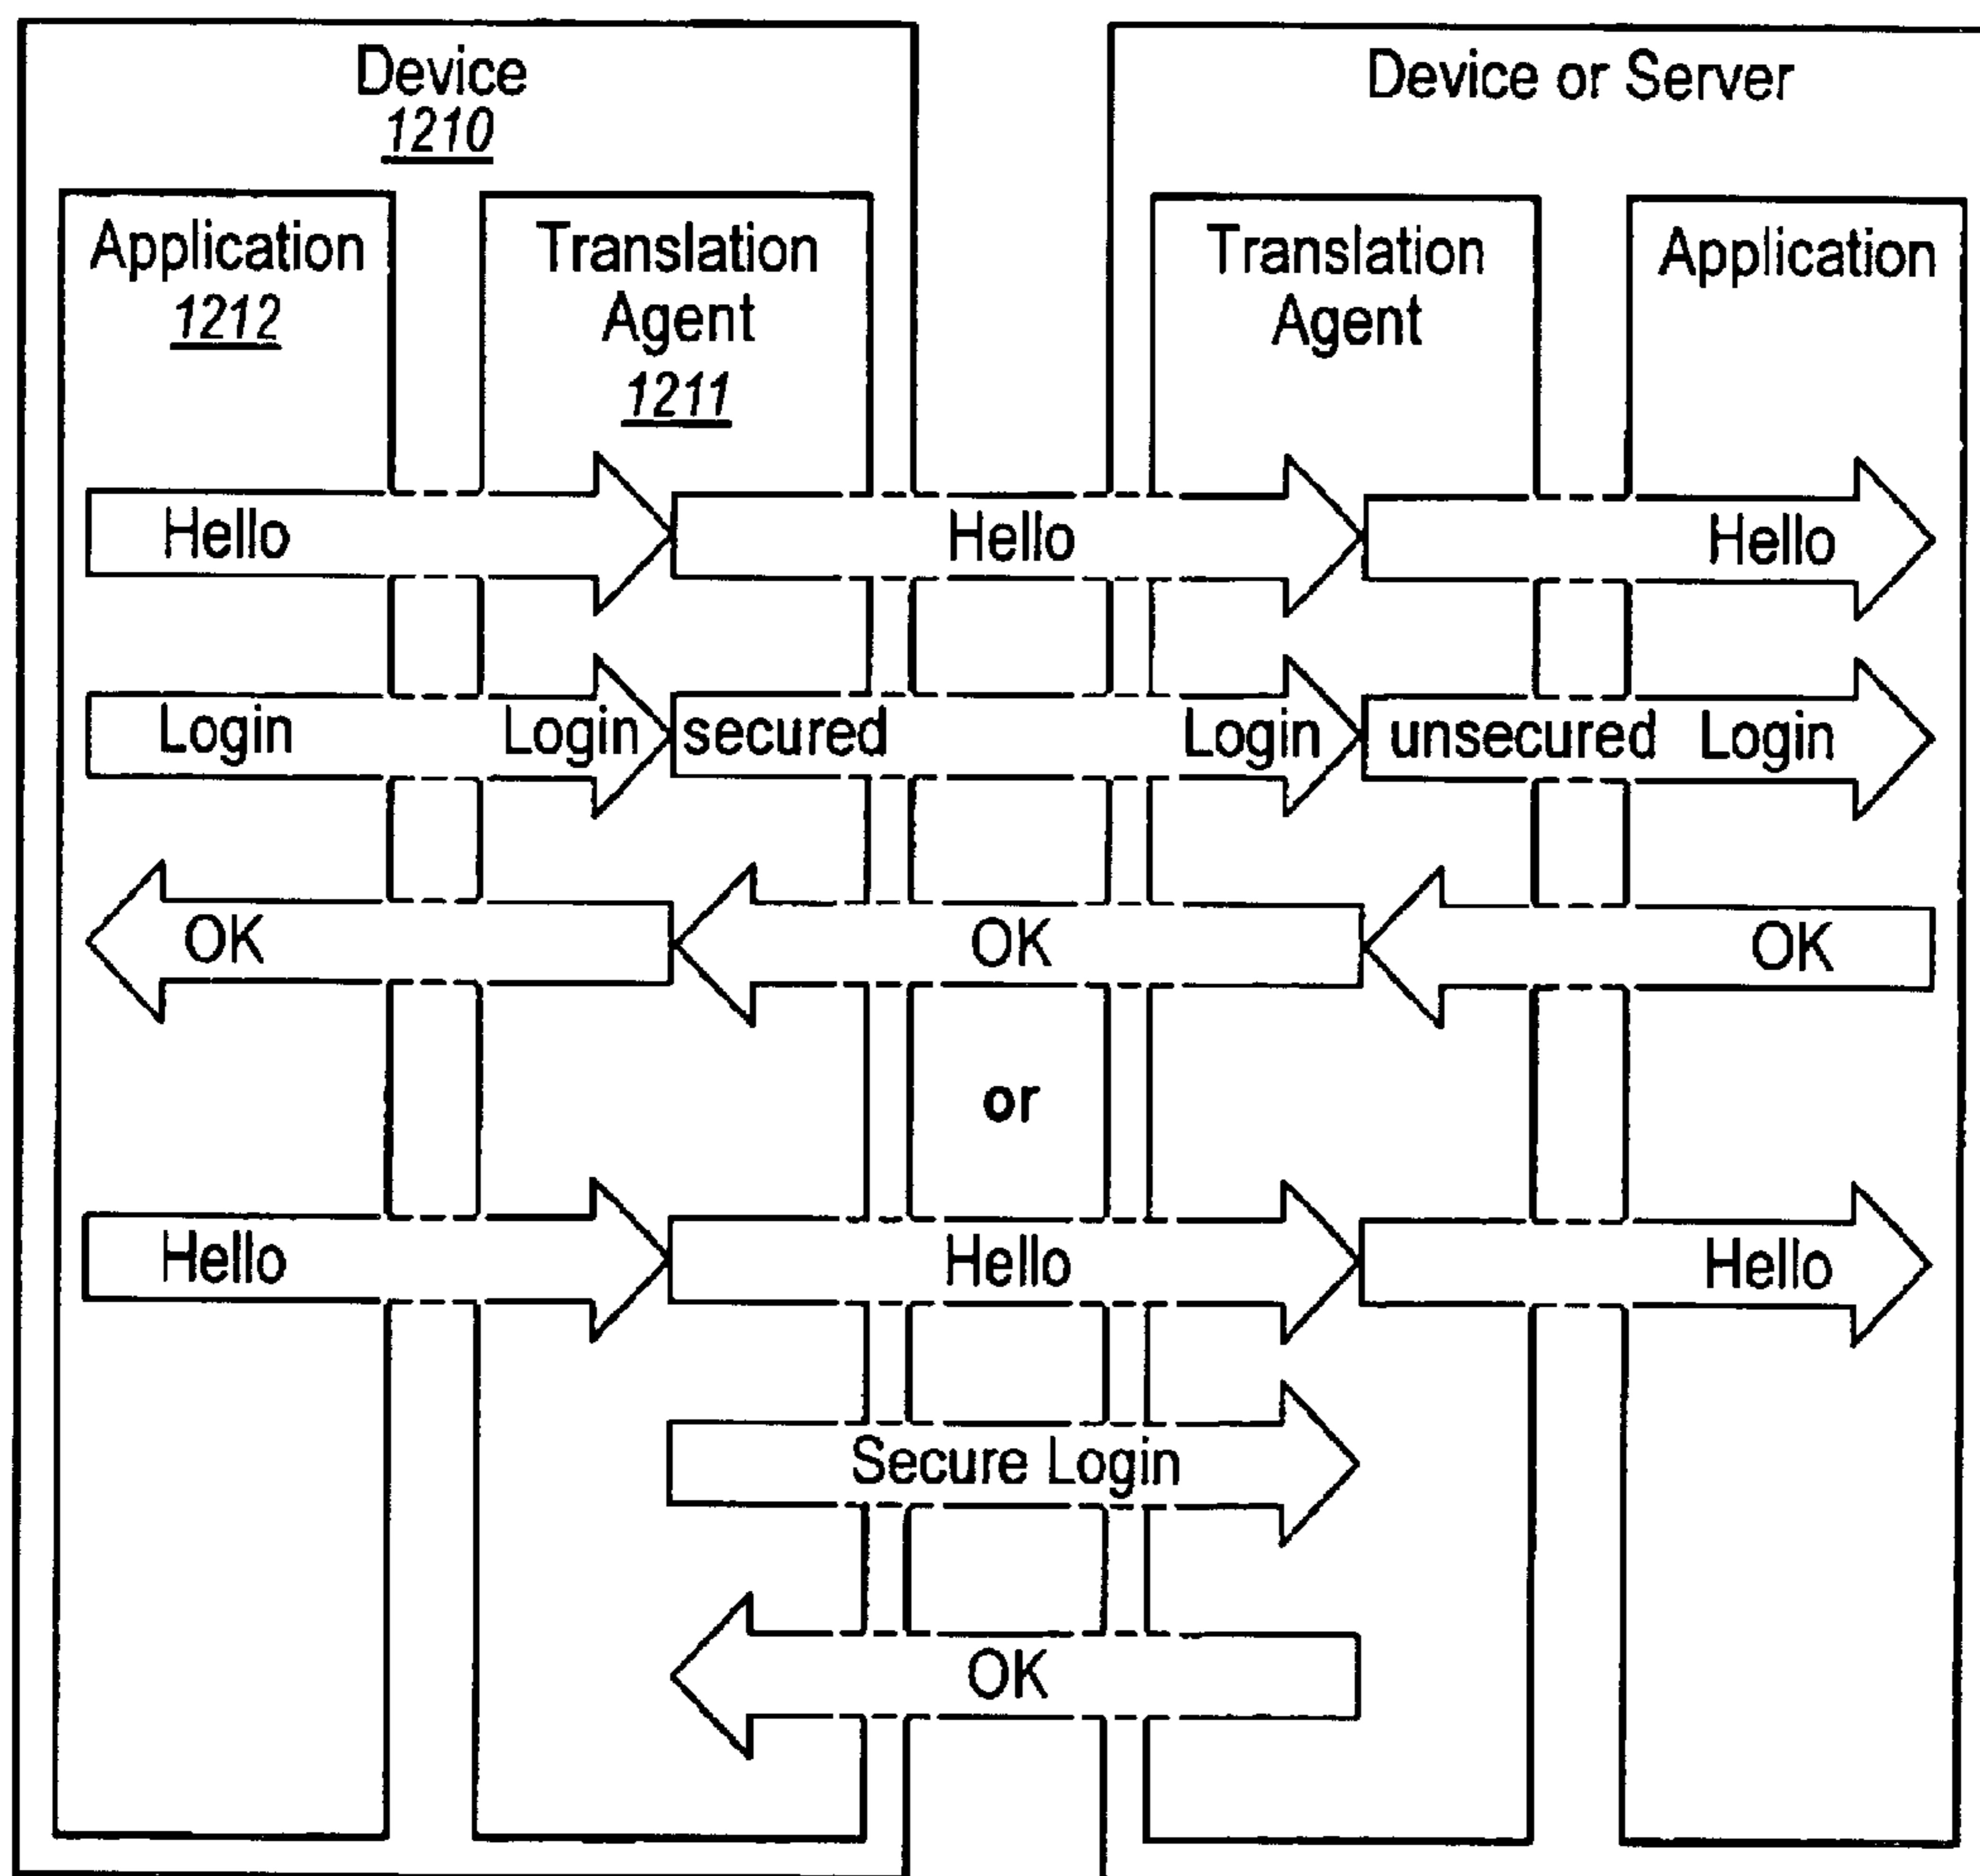 Device
1210
Device or Server
Application
1212
Translation
Agent
1211
Translation
Agent
Application
Hello
Hello
Hello
Login
Login
secured
Login
unsecured
Login
OK
OK
OK
or
Hello
Hello
Hello
Secure Login
OK